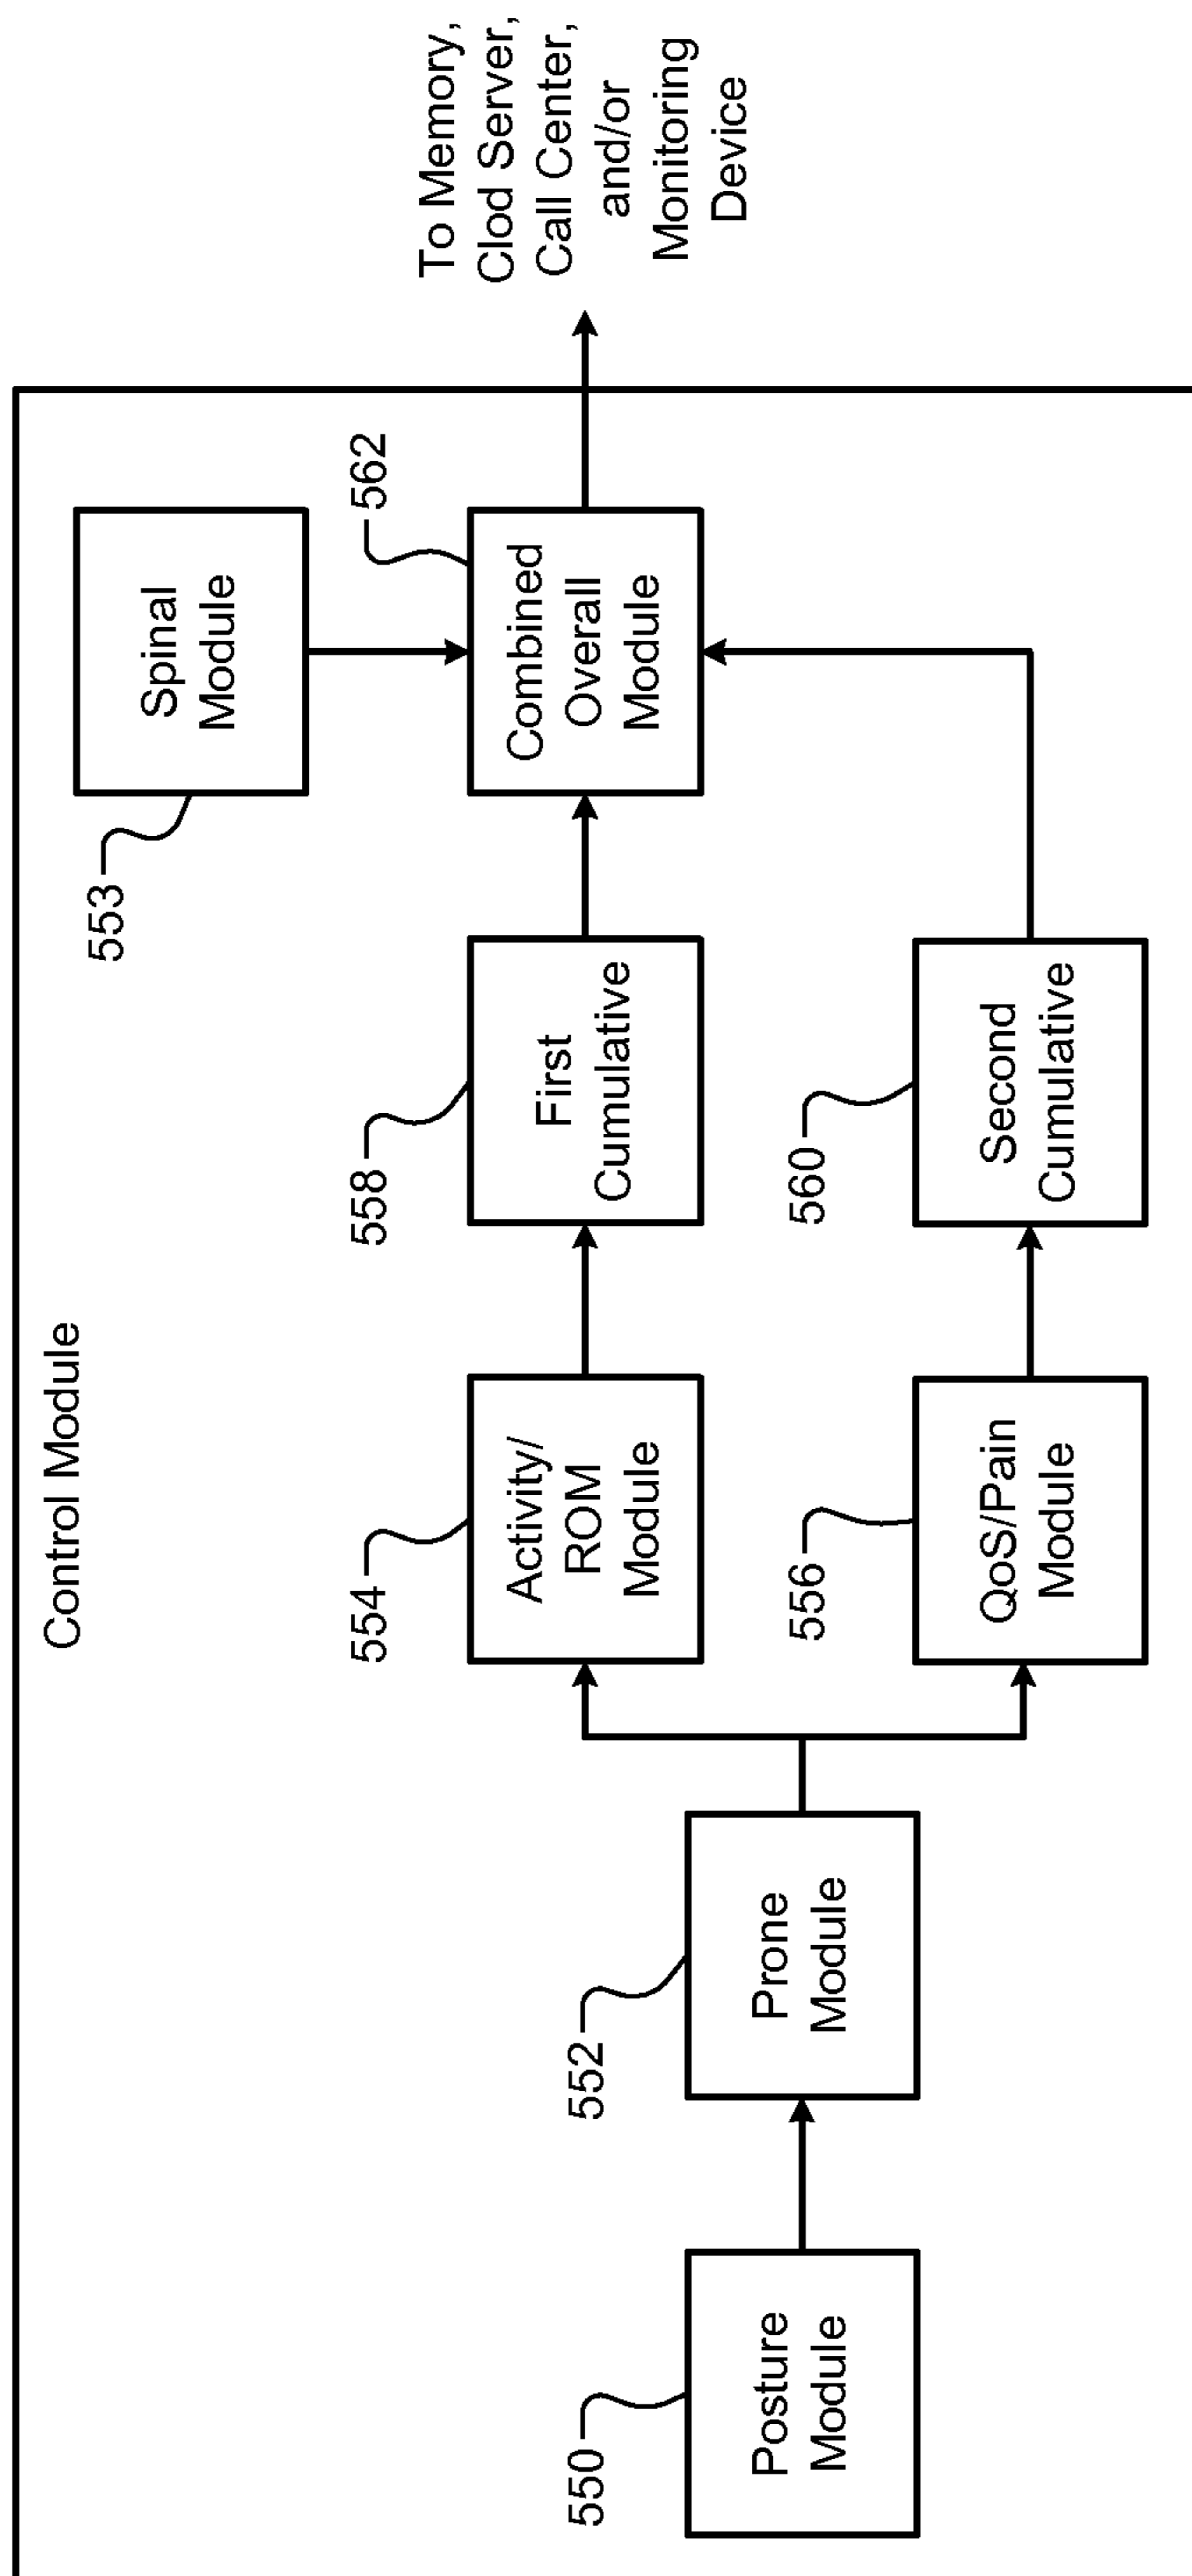 Control Module
550
Posture
Module
552
Prone
Module
554
Activity/
ROM
Module
556
QoS/Pain
Module
558
First
Cumulative
560
Second
Cumulative
553
Spinal
Module
562
Combined
Overall
Module
To Memory,
Clod Server,
Call Center,
and/or
Monitoring
Device